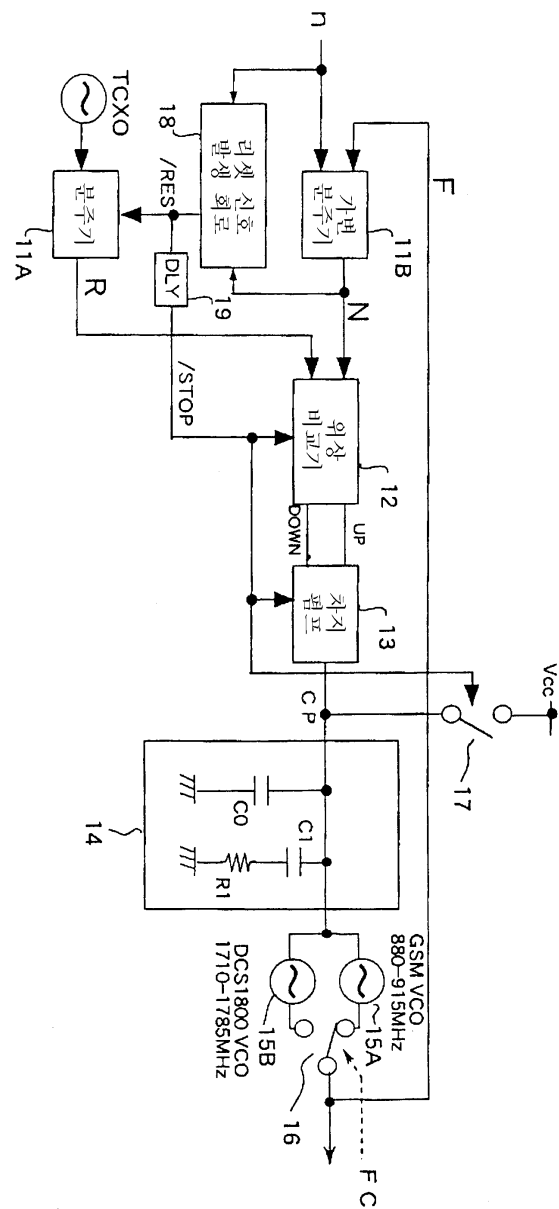 n
F
TCXO
18
리셋 신호
발생 회로
가변
분주기
11B
/RES
분주기
11A
R
DLY
19
N
/STOP
위상
비교기
12
UP
DOWN
차지
펌프
13
CP
Vcc
17
14
C0
C1
R1
GSM VCO
880-915MHz
15A
DCS1800 VCO
1710-1785MHz
15B
16
FC